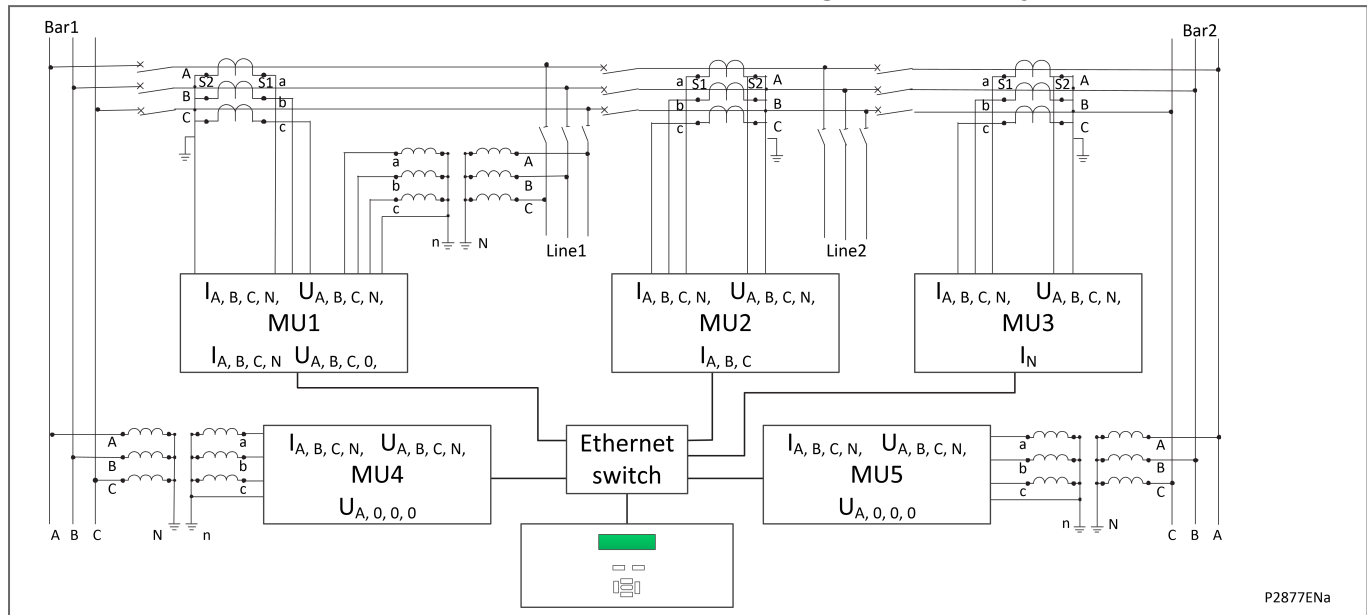 Bar1
Bar2
A
S2
S1
a
B
b
C
c
a
S1
S2
A
b
B
c
C
a
S1
S2
A
b
B
c
C
a
A
b
B
c
C
n
N
Line1
Line2
IA, B, C, N, UA, B, C, N,
MU1
IA, B, C, N UA, B, C, 0,
IA, B, C, N, UA, B, C, N,
MU2
IA, B, C
IA, B, C, N, UA, B, C, N,
MU3
IN
A
a
B
b
C
c
IA, B, C, N, UA, B, C, N,
MU4
UA, 0, 0, 0
Ethernet
switch
IA, B, C, N, UA, B, C, N,
MU5
UA, 0, 0, 0
a
A
b
B
c
C
n
N
A B C
N
n
C B A
P2877ENa